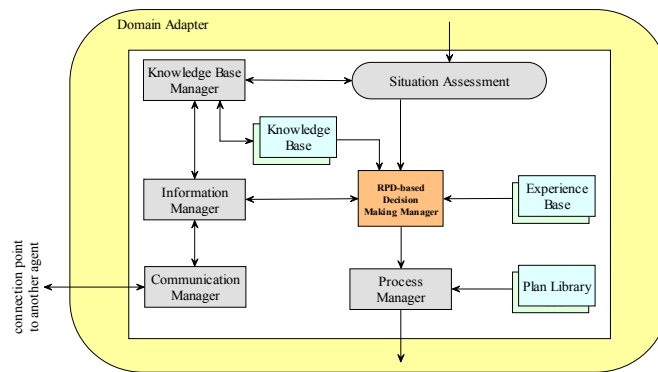 Domain Adapter
Knowledge Base
Manager
Situation Assessment
Knowledge
Base
Information
Manager
RPD-based
Decision
Making Manager
Experience
Base
Communication
Manager
Process
Manager
Plan Library
connection point
to another agent